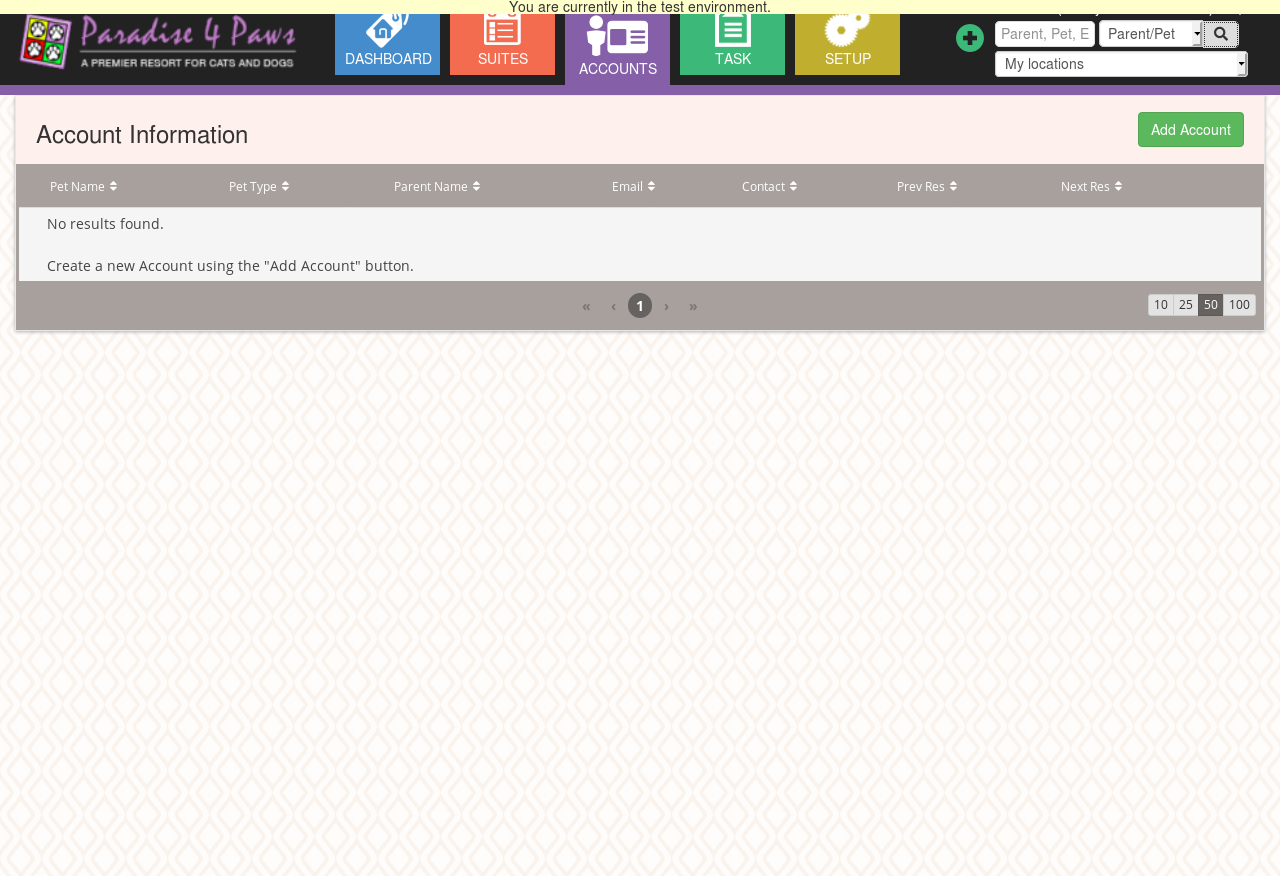 You are currently in the test environment.
Paradise 4 Paws
A PREMIER RESORT FOR CATS AND DOGS
DASHBOARD
SUITES
ACCOUNTS
TASK
SETUP
Parent, Pet, E
Parent/Pet
My locations
Account Information
Add Account
Pet Name Pet Type Parent Name Email Contact Prev Res Next Res
No results found.
Create a new Account using the "Add Account" button.
« ‹ 1 › »
10 25 50 100